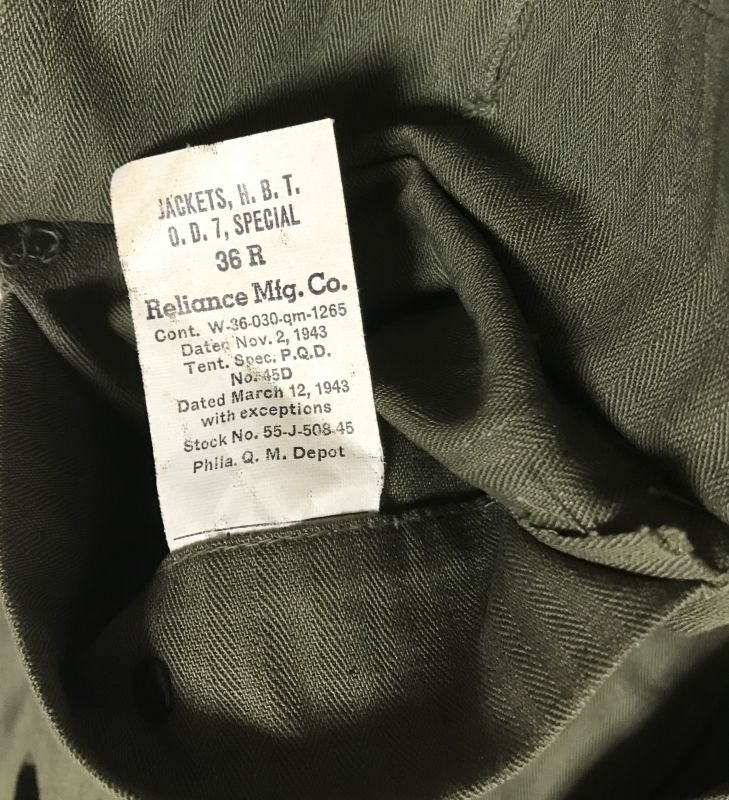 JACKETS, H. B. T.
O. D. 7, SPECIAL
36 R
Reliance Mfg. Co.
Cont. W-36-030-qm-1265
Dated Nov. 2, 1943
Tent. Spec. P.Q.D.
No. 45D
Dated March 12, 1943
with exceptions
Stock No. 55-J-508-45
Phila. Q. M. Depot